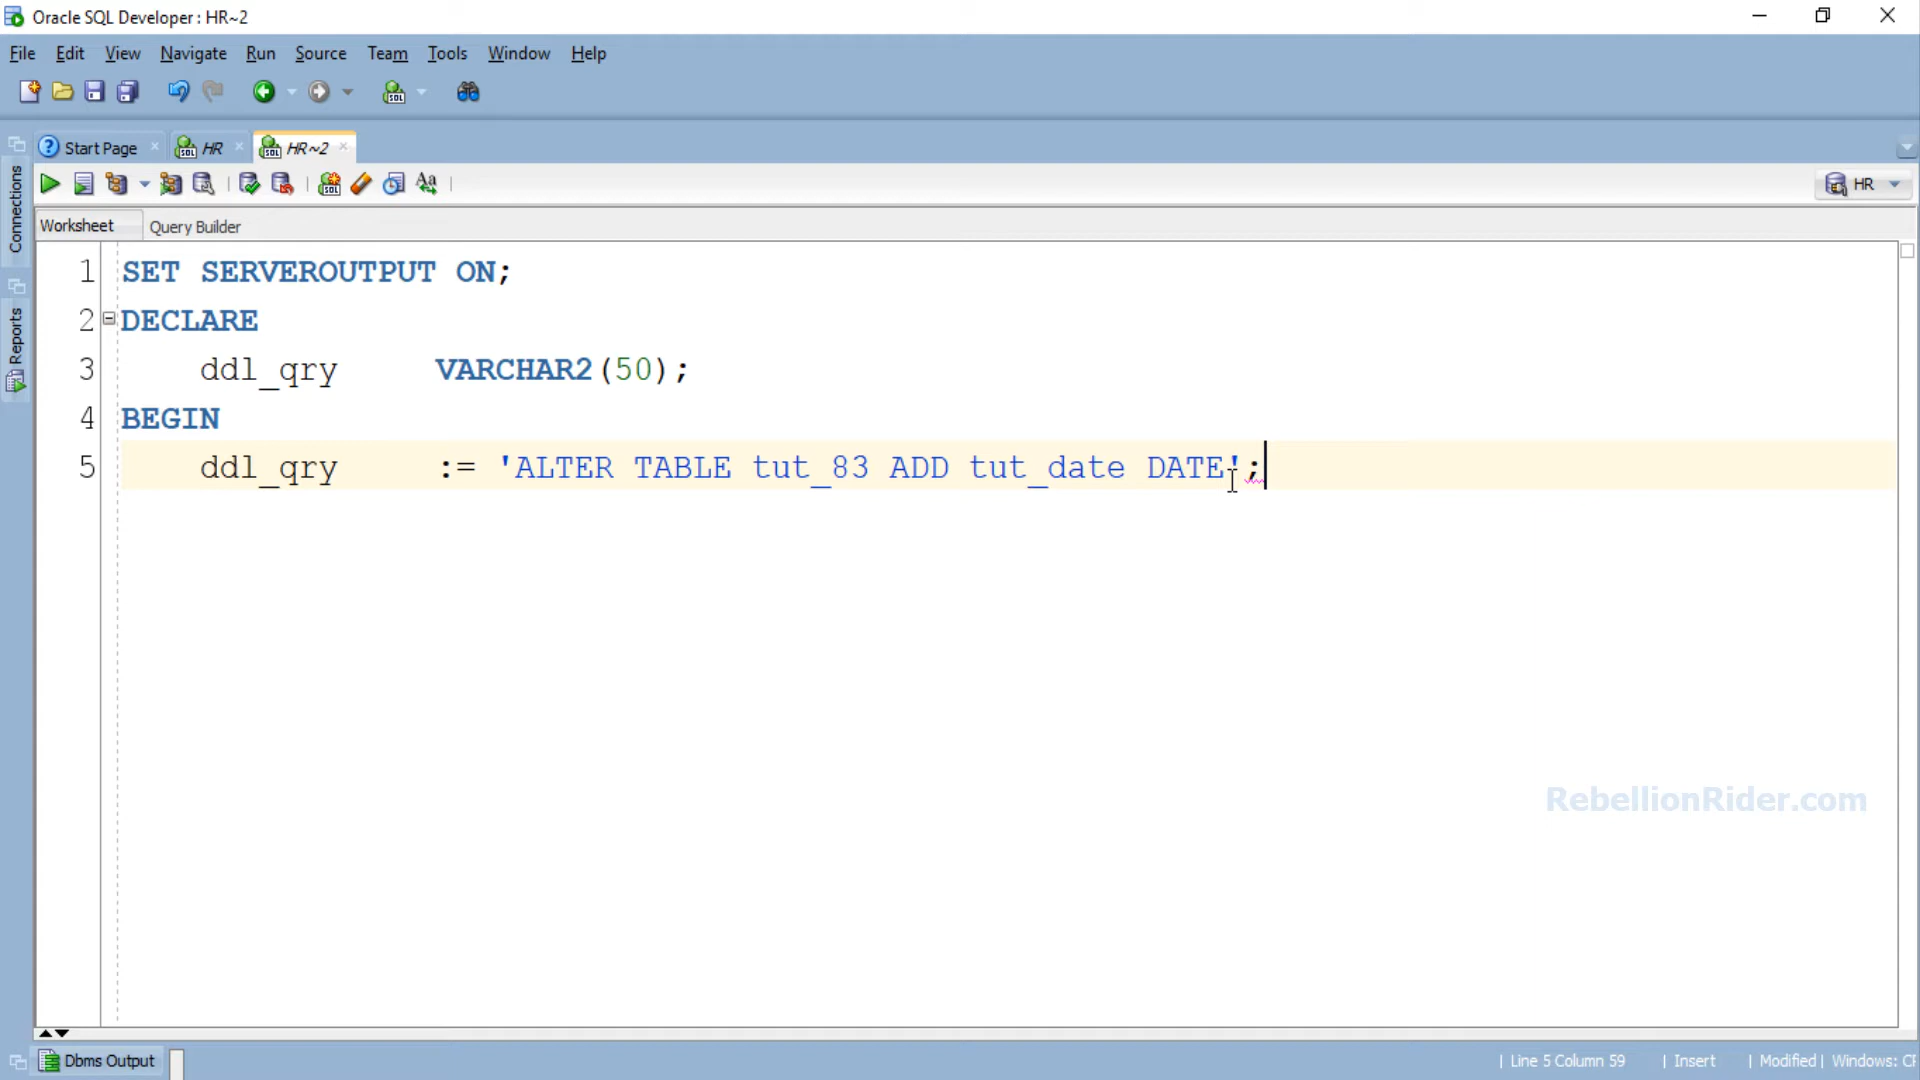 Oracle SQL Developer : HR~2
File Edit View Navigate Run Source Team Tools Window Help
Start Page HR HR~2
HR
Worksheet Query Builder
Connections
Reports
1 SET SERVEROUTPUT ON;
2 DECLARE
3 ddl_qry VARCHAR2(50);
4 BEGIN
5 ddl_qry := 'ALTER TABLE tut_83 ADD tut_date DATE';
RebellionRider.com
Dbms Output
| Line 5 Column 59 | Insert | Modified | Windows: CF